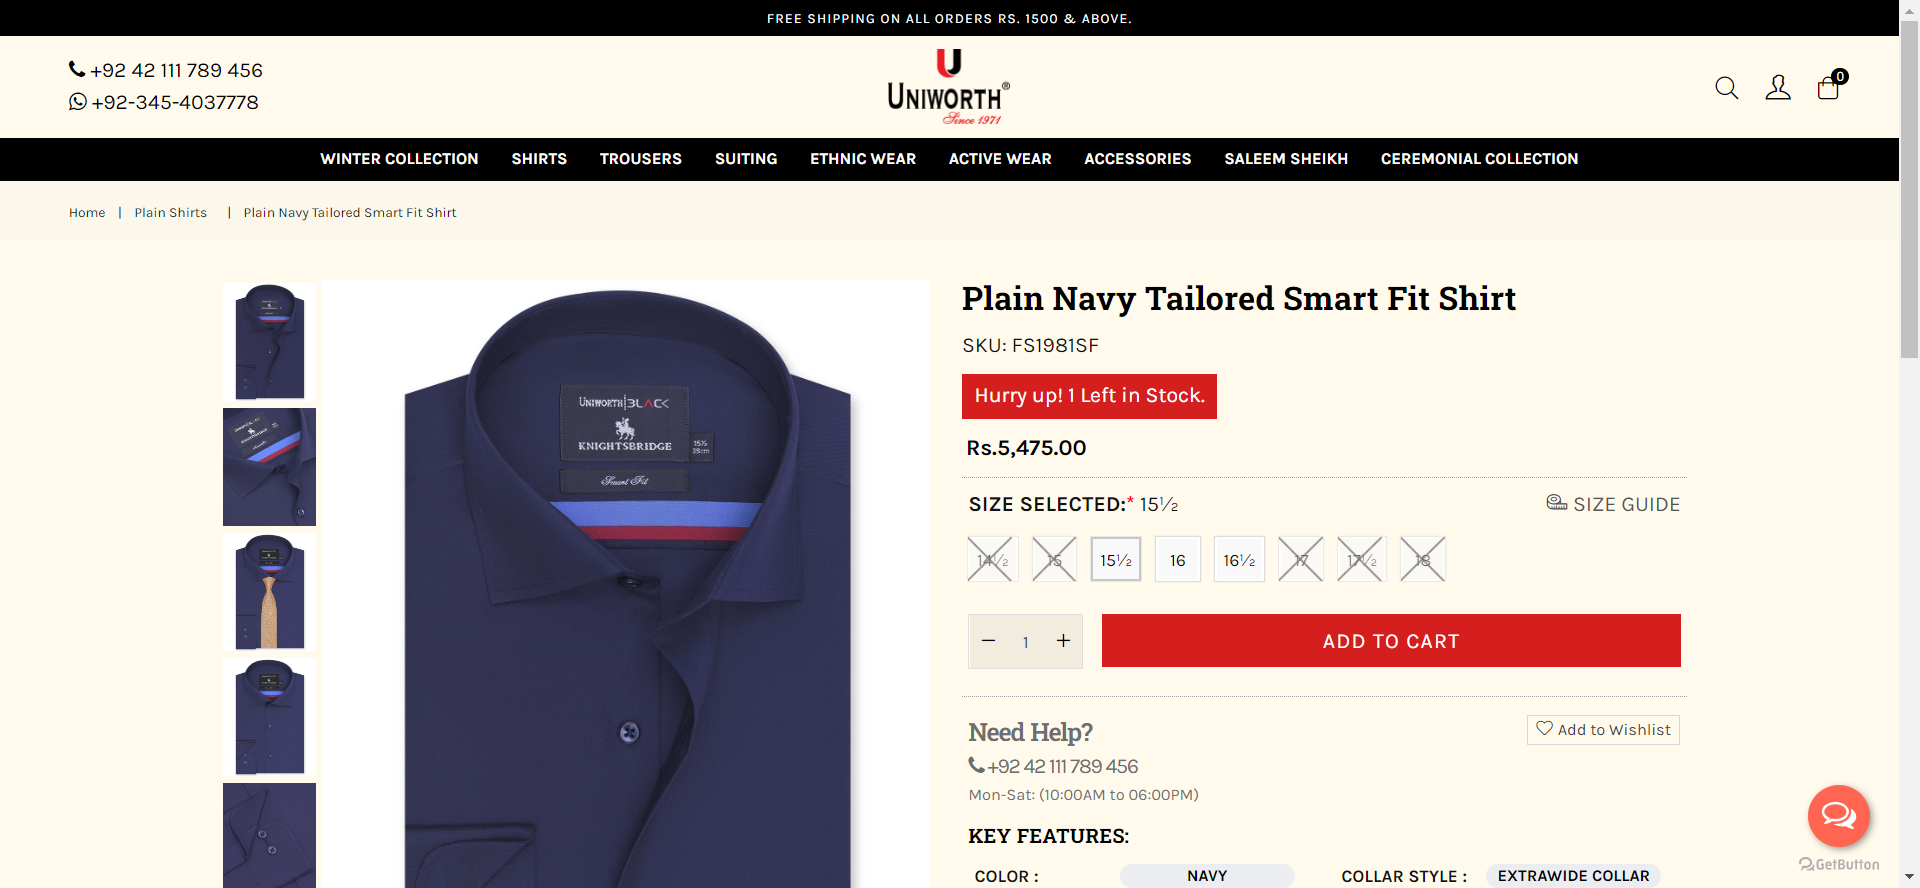 FREE SHIPPING ON ALL ORDERS RS. 1500 & ABOVE.
+92 42 111 789 456
+92-345-4037778
UNIWORTH®
Since 1971
0
WINTER COLLECTION SHIRTS TROUSERS SUITING ETHNIC WEAR ACTIVE WEAR ACCESSORIES SALEEM SHEIKH CEREMONIAL COLLECTION
Home | Plain Shirts | Plain Navy Tailored Smart Fit Shirt
UNIWORTH BLACK
KNIGHTSBRIDGE
15½
39cm
Smart Fit
Plain Navy Tailored Smart Fit Shirt
SKU: FS1981SF
Hurry up! 1 Left in Stock.
Rs.5,475.00
SIZE SELECTED:* 15½
SIZE GUIDE
14½ 15 15½ 16 16½ 17 17½ 18
− 1 +
ADD TO CART
Need Help?
Add to Wishlist
+92 42 111 789 456
Mon-Sat: (10:00AM to 06:00PM)
KEY FEATURES:
COLOR : NAVY COLLAR STYLE : EXTRAWIDE COLLAR
GetButton